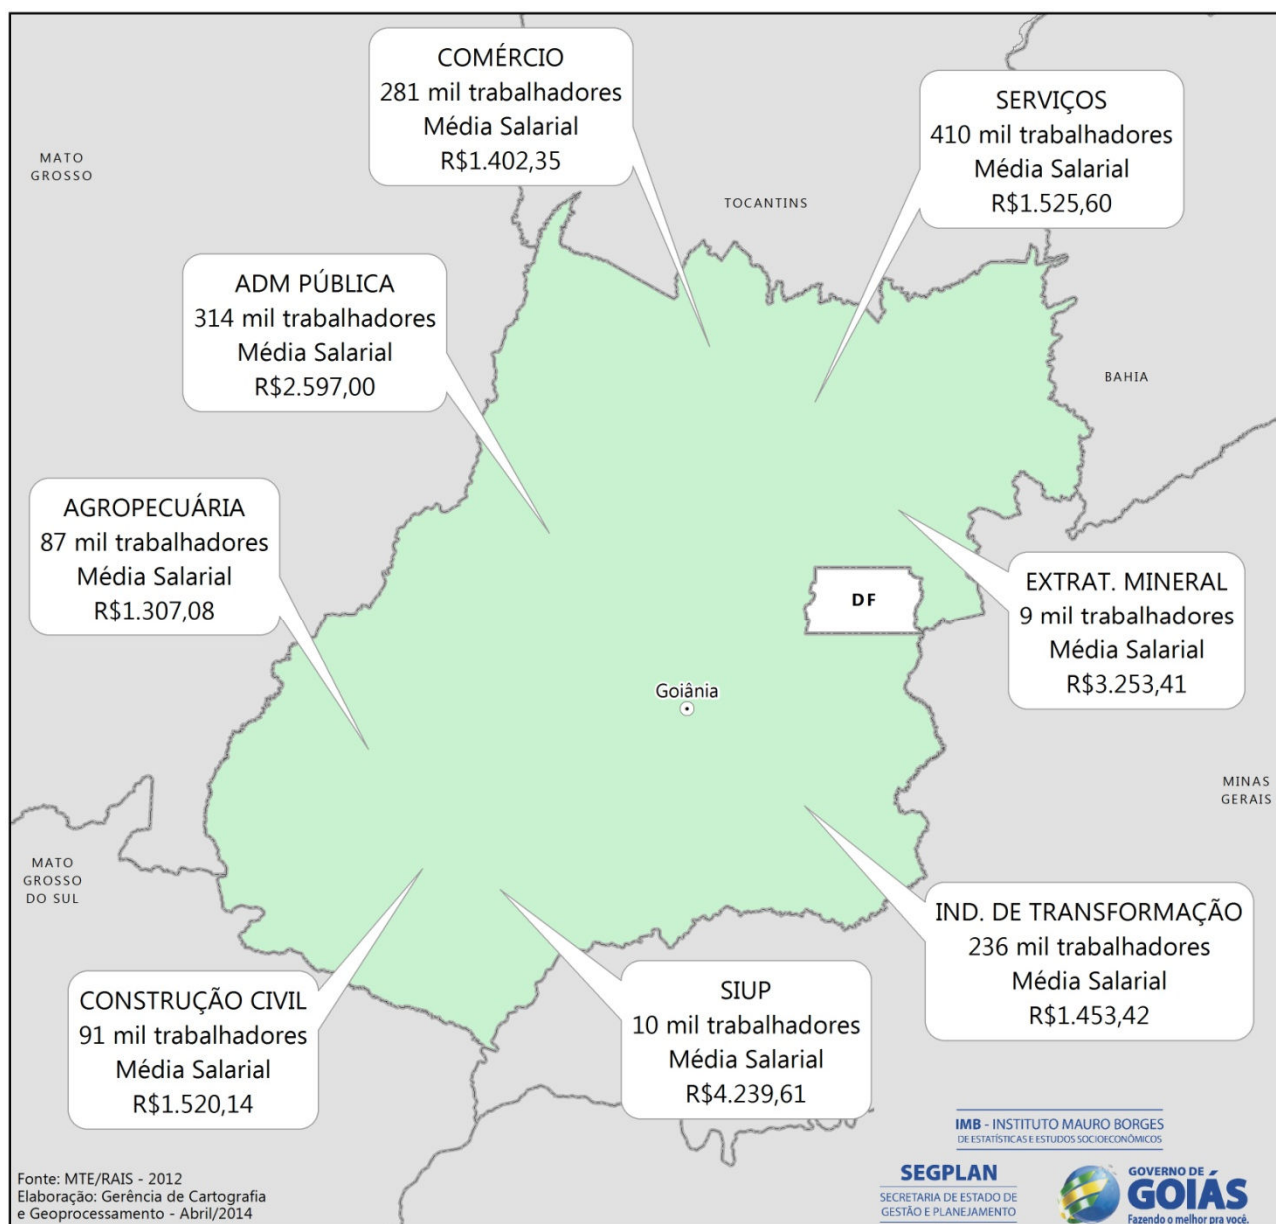 COMÉRCIO
281 mil trabalhadores
Média Salarial
R$1.402,35
SERVIÇOS
410 mil trabalhadores
Média Salarial
R$1.525,60
MATO
GROSSO
TOCANTINS
ADM PÚBLICA
314 mil trabalhadores
Média Salarial
R$2.597,00
BAHIA
AGROPECUÁRIA
87 mil trabalhadores
Média Salarial
R$1.307,08
EXTRAT. MINERAL
9 mil trabalhadores
Média Salarial
R$3.253,41
DF
Goiânia
MINAS
GERAIS
MATO
GROSSO
DO SUL
IND. DE TRANSFORMAÇÃO
236 mil trabalhadores
Média Salarial
R$1.453,42
CONSTRUÇÃO CIVIL
91 mil trabalhadores
Média Salarial
R$1.520,14
SIUP
10 mil trabalhadores
Média Salarial
R$4.239,61
IMB - INSTITUTO MAURO BORGES
DE ESTATÍSTICAS E ESTUDOS SOCIOECONÔMICOS
SEGPLAN
SECRETARIA DE ESTADO DE
GESTÃO E PLANEJAMENTO
GOVERNO DE
GOIÁS
Fazendo o melhor pra você.
Fonte: MTE/RAIS - 2012
Elaboração: Gerência de Cartografia
e Geoprocessamento - Abril/2014